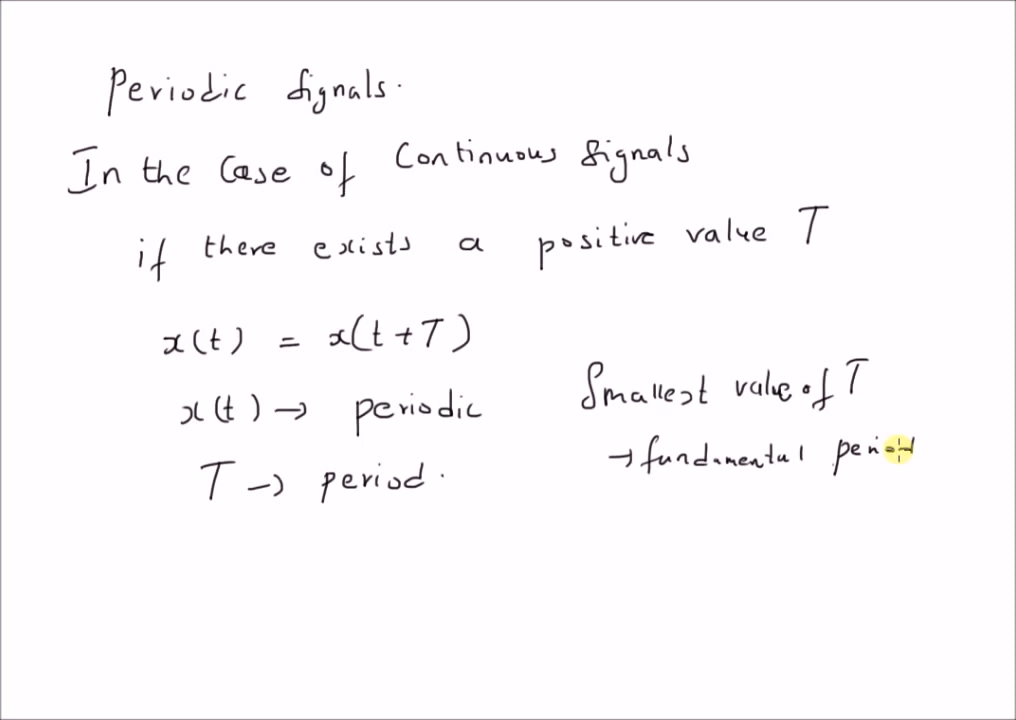 Periodic Signals.
In the Case of Continuous Signals
if there exists a positive value T
x(t) = x(t+T)
x(t) → periodic
T → period.
Smallest value of T
→ fundamental period